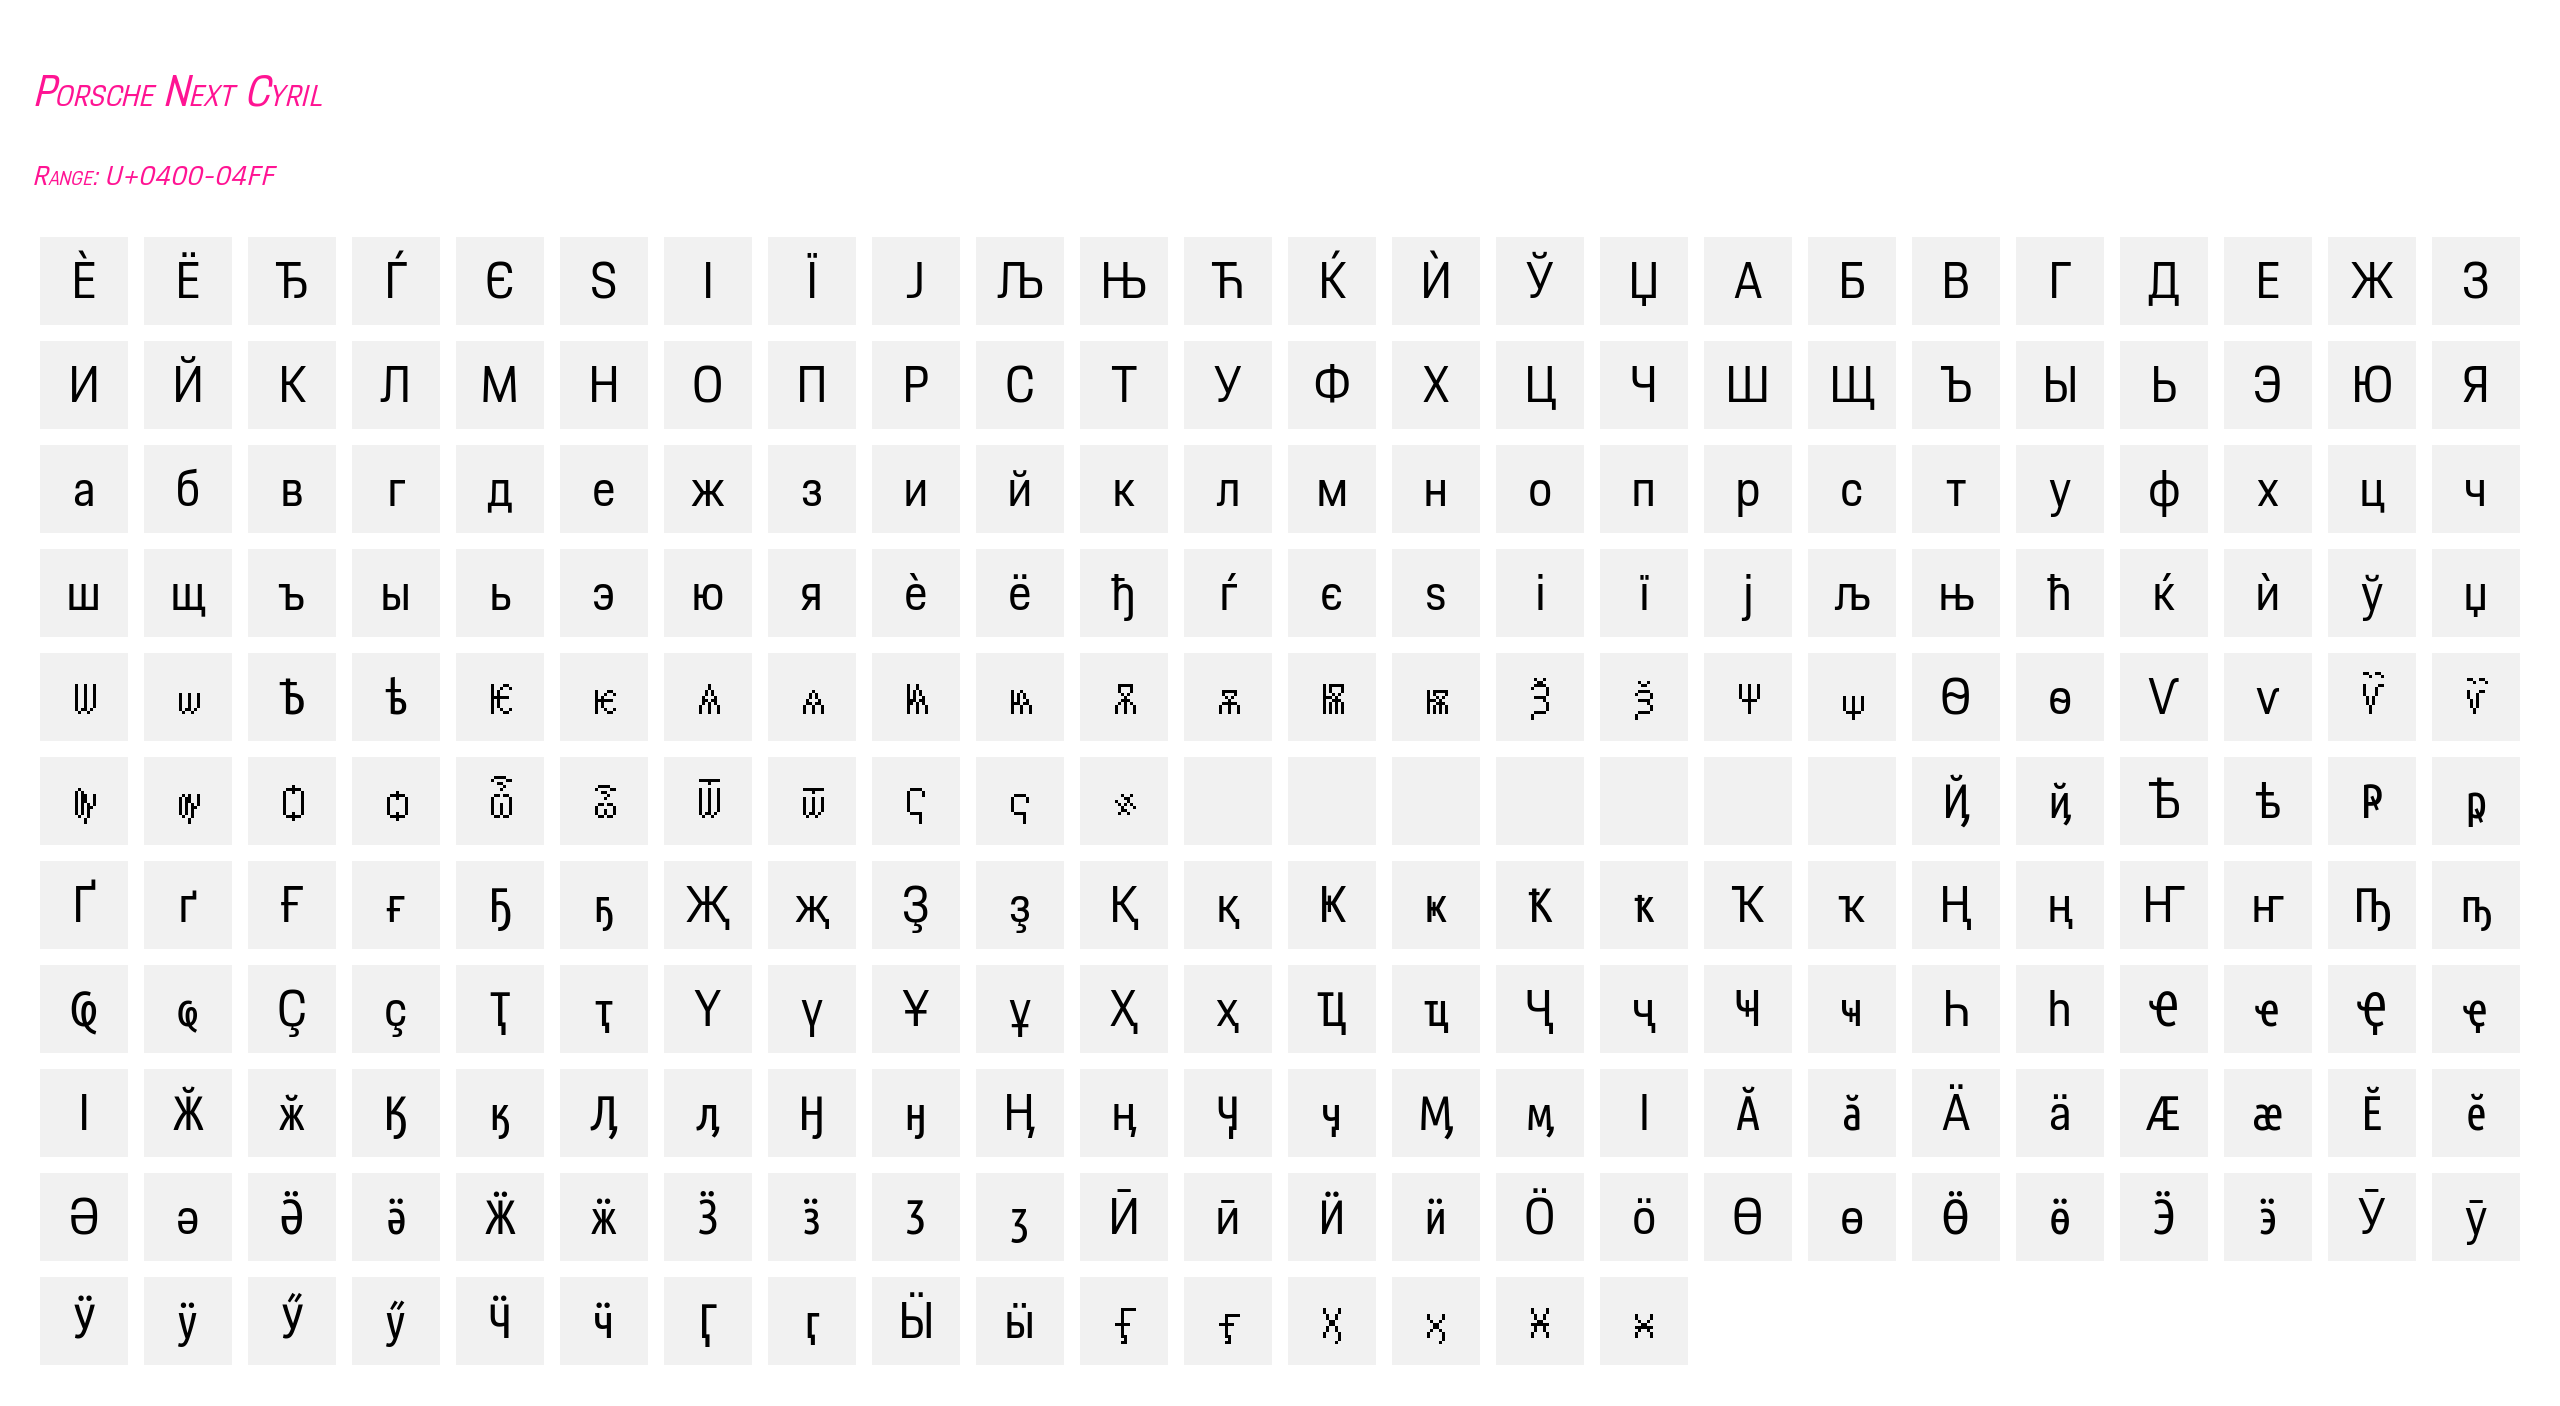 Porsche Next Cyril
Range: U+0400-04FF
Ѐ Ё Ђ Ѓ Є Ѕ І Ї Ј Љ Њ Ћ Ќ Ѝ Ў Џ А Б В Г Д Е Ж З
И Й К Л М Н О П Р С Т У Ф Х Ц Ч Ш Щ Ъ Ы Ь Э Ю Я
а б в г д е ж з и й к л м н о п р с т у ф х ц ч
ш щ ъ ы ь э ю я ѐ ё ђ ѓ є ѕ і ї ј љ њ ћ ќ ѝ ў џ
Ѡ ѡ Ѣ ѣ Ѥ ѥ Ѧ ѧ Ѩ ѩ Ѫ ѫ Ѭ ѭ Ѯ ѯ Ѱ ѱ Ѳ ѳ Ѵ ѵ Ѷ ѷ
Ѹ ѹ Ѻ ѻ Ѽ ѽ Ѿ ѿ Ҁ ҁ ҂ Ҋ ҋ Ҍ ҍ Ҏ ҏ
Ґ ґ Ғ ғ Ҕ ҕ Җ җ Ҙ ҙ Қ қ Ҝ ҝ Ҟ ҟ Ҡ ҡ Ң ң Ҥ ҥ Ҧ ҧ
Ҩ ҩ Ҫ ҫ Ҭ ҭ Ү ү Ұ ұ Ҳ ҳ Ҵ ҵ Ҷ ҷ Ҹ ҹ Һ һ Ҽ ҽ Ҿ ҿ
Ӏ Ӂ ӂ Ӄ ӄ Ӆ ӆ Ӈ ӈ Ӊ ӊ Ӌ ӌ Ӎ ӎ ӏ Ӑ ӑ Ӓ ӓ Ӕ ӕ Ӗ ӗ
Ә ә Ӛ ӛ Ӝ ӝ Ӟ ӟ Ӡ ӡ Ӣ ӣ Ӥ ӥ Ӧ ӧ Ө ө Ӫ ӫ Ӭ ӭ Ӯ ӯ
Ӱ ӱ Ӳ ӳ Ӵ ӵ Ӷ ӷ Ӹ ӹ Ӻ ӻ Ӽ ӽ Ӿ ӿ